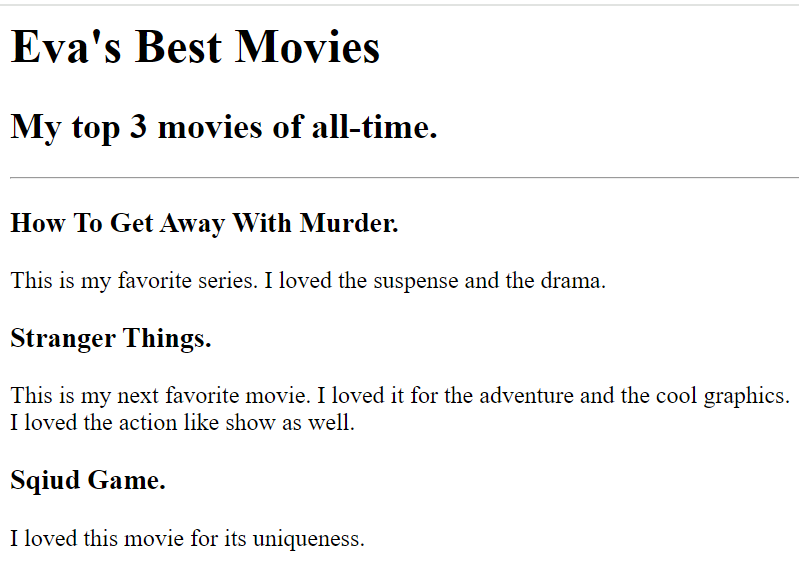 Eva's Best Movies
My top 3 movies of all-time.
How To Get Away With Murder.
This is my favorite series. I loved the suspense and the drama.
Stranger Things.
This is my next favorite movie. I loved it for the adventure and the cool graphics.
I loved the action like show as well.
Sqiud Game.
I loved this movie for its uniqueness.